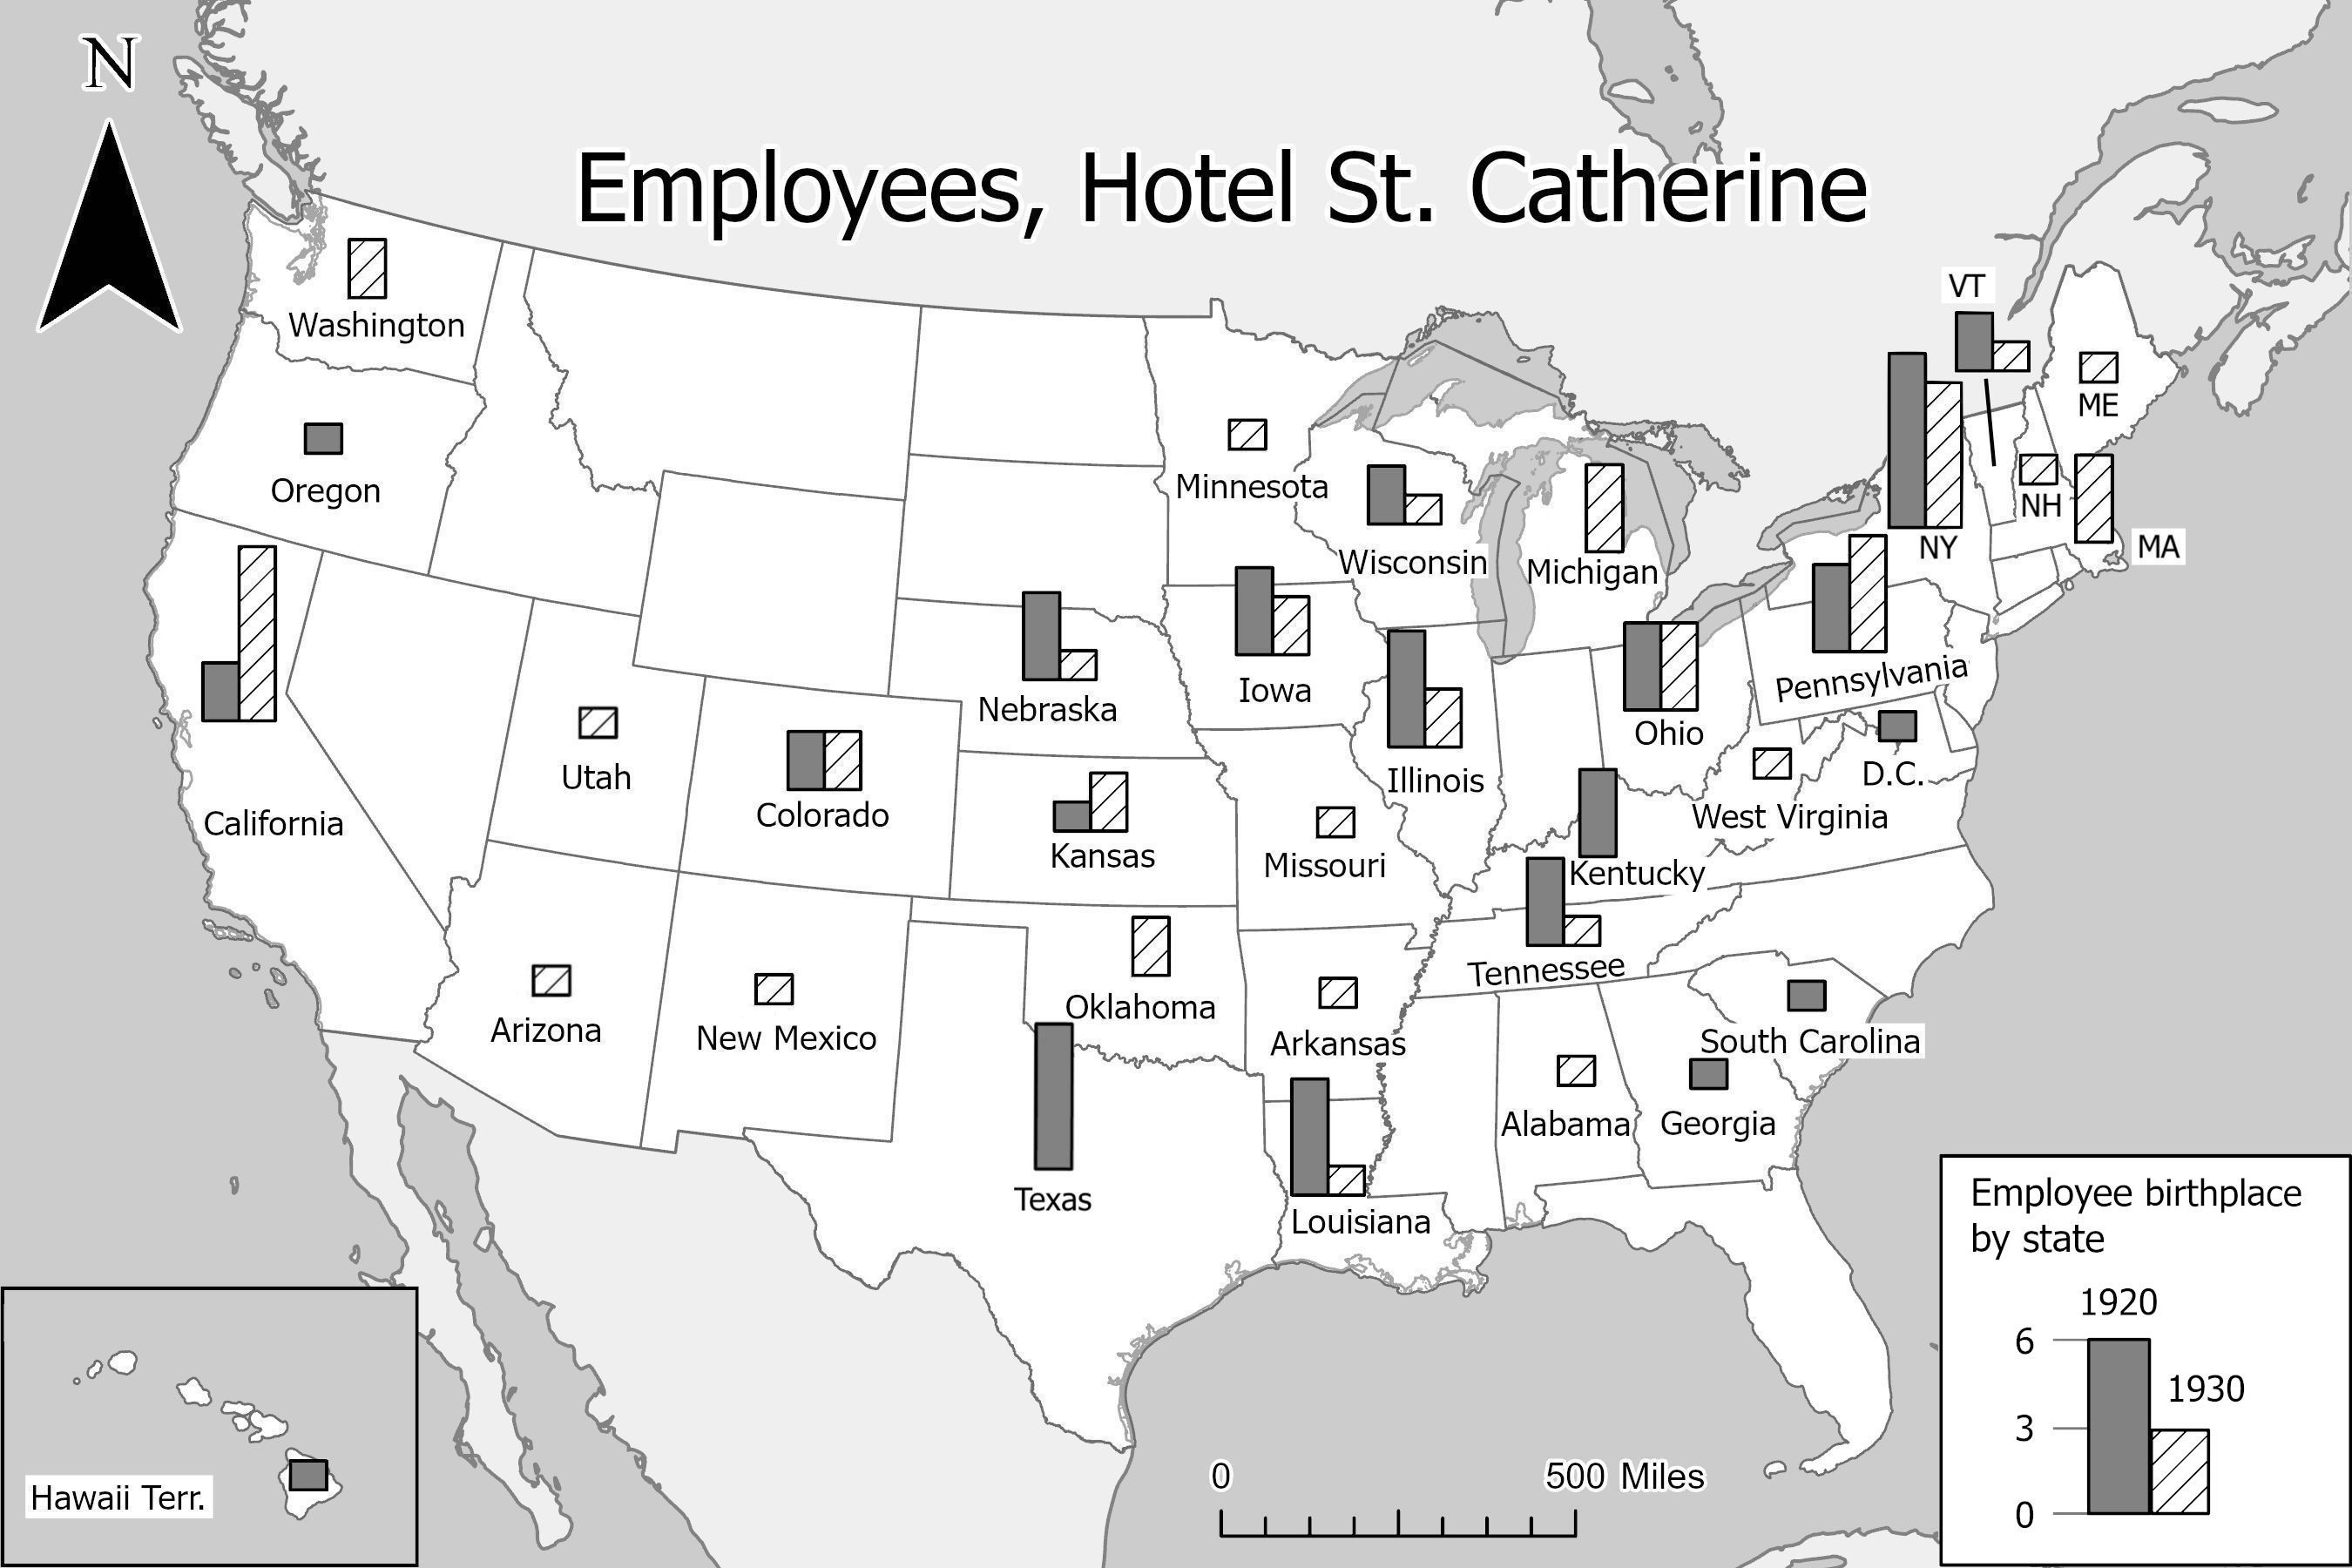 N
Employees, Hotel St. Catherine
VT
Washington
ME
Oregon
Minnesota
NH
NY
MA
Wisconsin
Michigan
Pennsylvania
Iowa
Nebraska
Ohio
Utah
Illinois
D.C.
Colorado
West Virginia
California
Kansas
Missouri
Kentucky
Tennessee
Oklahoma
Arizona
New Mexico
Arkansas
South Carolina
Alabama
Georgia
Texas
Louisiana
Employee birthplace
by state
1920
6
1930
3
0
Hawaii Terr.
0 500 Miles